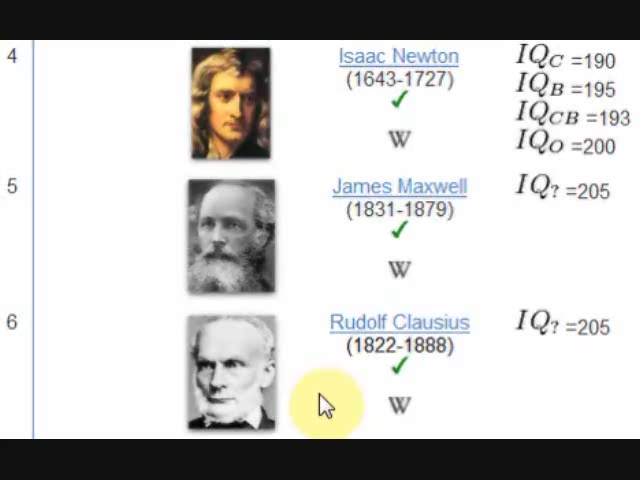 4
Isaac Newton
(1643-1727)
✓
W
IQC =190
IQB =195
IQCB =193
IQO =200
5
James Maxwell
(1831-1879)
✓
W
IQ? =205
6
Rudolf Clausius
(1822-1888)
✓
W
IQ? =205